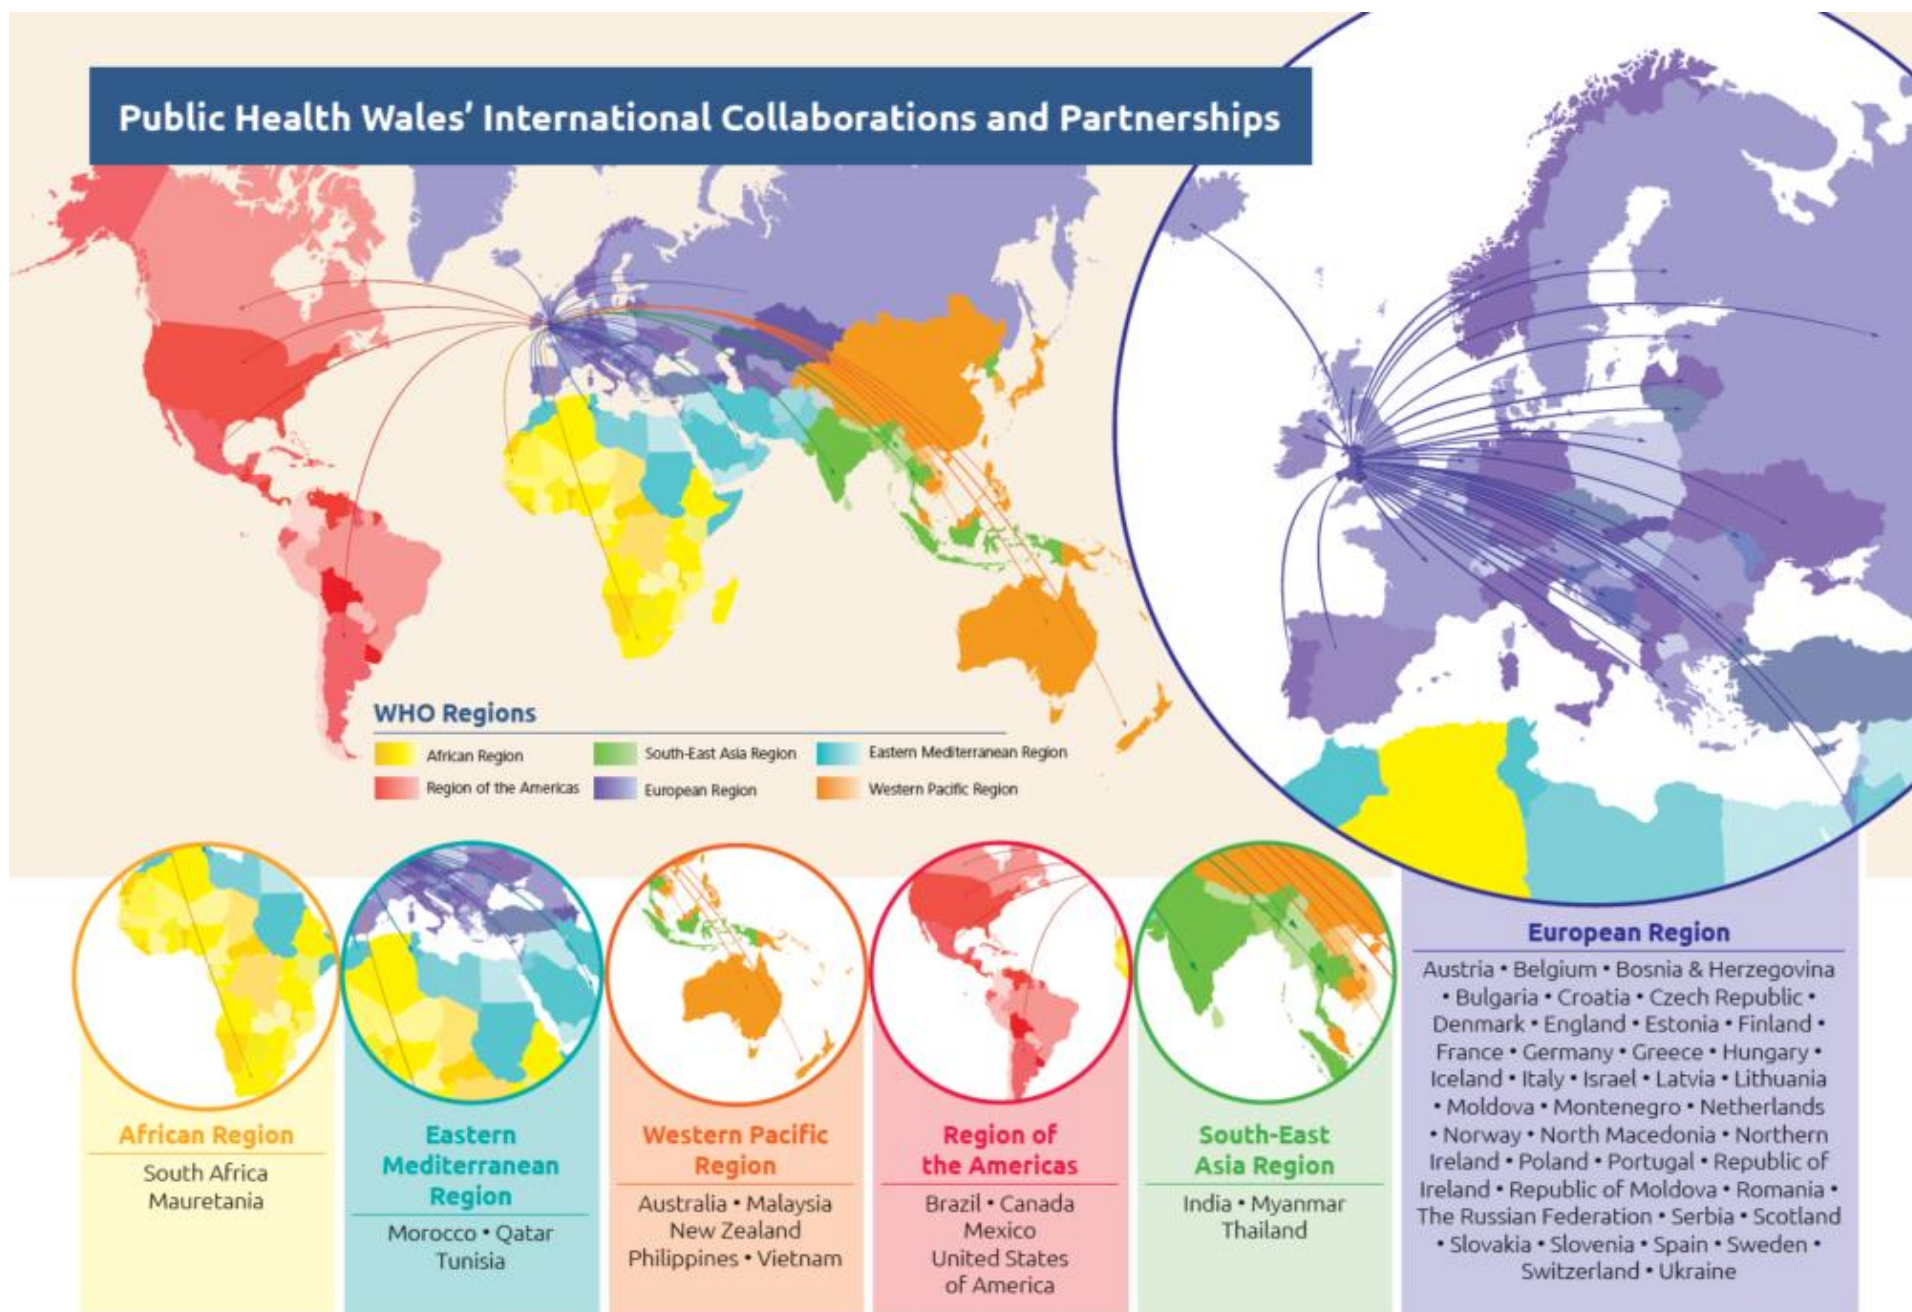 Public Health Wales' International Collaborations and Partnerships
WHO Regions
African Region
South-East Asia Region
Eastern Mediterranean Region
Region of the Americas
European Region
Western Pacific Region
African Region
South Africa
Mauretania
Eastern
Mediterranean
Region
Morocco • Qatar
Tunisia
Western Pacific
Region
Australia • Malaysia
New Zealand
Philippines • Vietnam
Region of
the Americas
Brazil • Canada
Mexico
United States
of America
South-East
Asia Region
India • Myanmar
Thailand
European Region
Austria • Belgium • Bosnia & Herzegovina
• Bulgaria • Croatia • Czech Republic •
Denmark • England • Estonia • Finland •
France • Germany • Greece • Hungary •
Iceland • Italy • Israel • Latvia • Lithuania
• Moldova • Montenegro • Netherlands
• Norway • North Macedonia • Northern
Ireland • Poland • Portugal • Republic of
Ireland • Republic of Moldova • Romania •
The Russian Federation • Serbia • Scotland
• Slovakia • Slovenia • Spain • Sweden •
Switzerland • Ukraine